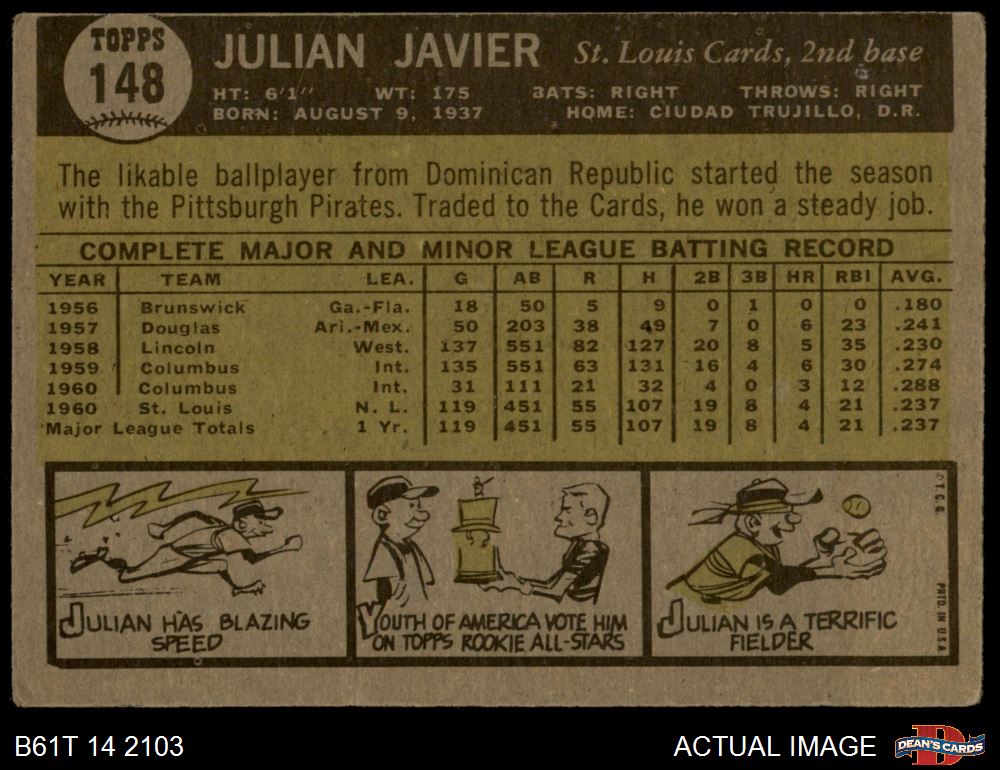 TOPPS
148
JULIAN JAVIER St. Louis Cards, 2nd base
HT: 6'1" WT: 175 BATS: RIGHT THROWS: RIGHT
BORN: AUGUST 9, 1937 HOME: CIUDAD TRUJILLO, D.R.
The likable ballplayer from Dominican Republic started the season
with the Pittsburgh Pirates. Traded to the Cards, he won a steady job.
COMPLETE MAJOR AND MINOR LEAGUE BATTING RECORD
YEAR TEAM LEA. G AB R H 2B 3B HR RBI AVG.
1956 Brunswick Ga.-Fla. 18 50 5 9 0 1 0 0 .180
1957 Douglas Ari.-Mex. 50 203 38 49 7 0 6 23 .241
1958 Lincoln West. 137 551 82 127 20 8 5 35 .230
1959 Columbus Int. 135 551 63 131 16 4 6 30 .274
1960 Columbus Int. 31 111 21 32 4 0 3 12 .288
1960 St. Louis N. L. 119 451 55 107 19 8 4 21 .237
Major League Totals 1 Yr. 119 451 55 107 19 8 4 21 .237
JULIAN HAS BLAZING
SPEED
YOUTH OF AMERICA VOTE HIM
ON TOPPS ROOKIE ALL-STARS
JULIAN IS A TERRIFIC
FIELDER
© T. C. G.
PRTD. IN U.S.A.
B61T 14 2103
ACTUAL IMAGE
D
DEAN'S CARDS